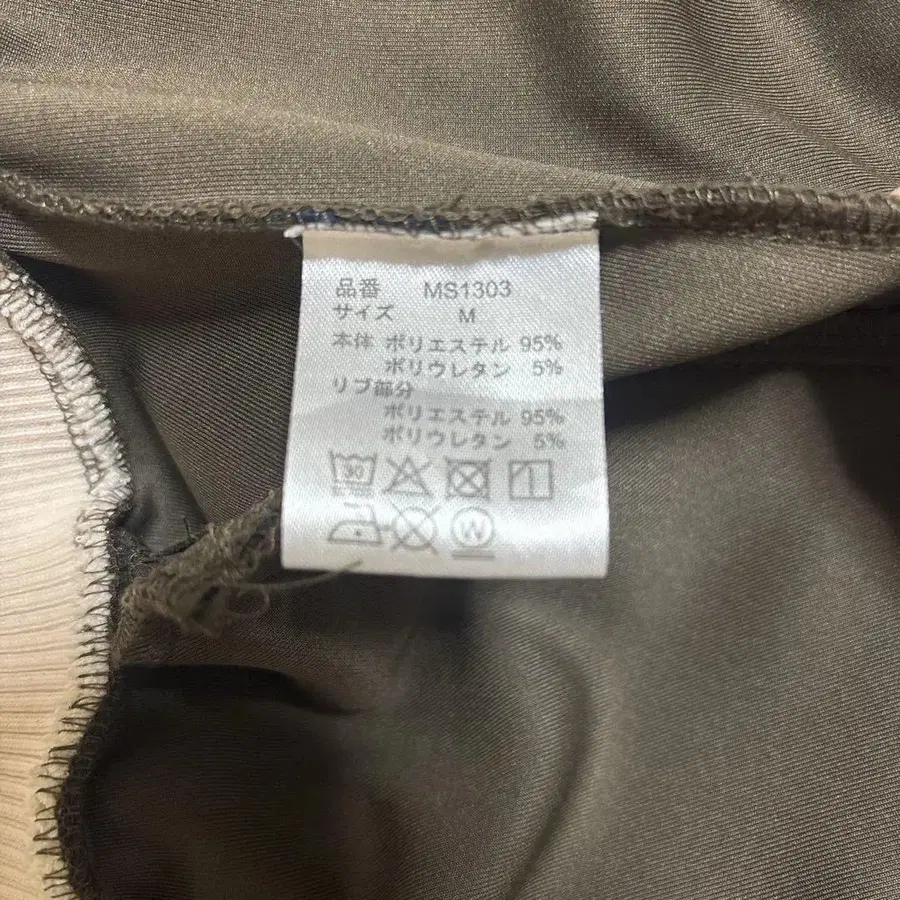 品番 MS1303
サイズ M
本体 ポリエステル 95%
ポリウレタン 5%
リブ部分
ポリエステル 95%
ポリウレタン 5%
30
W